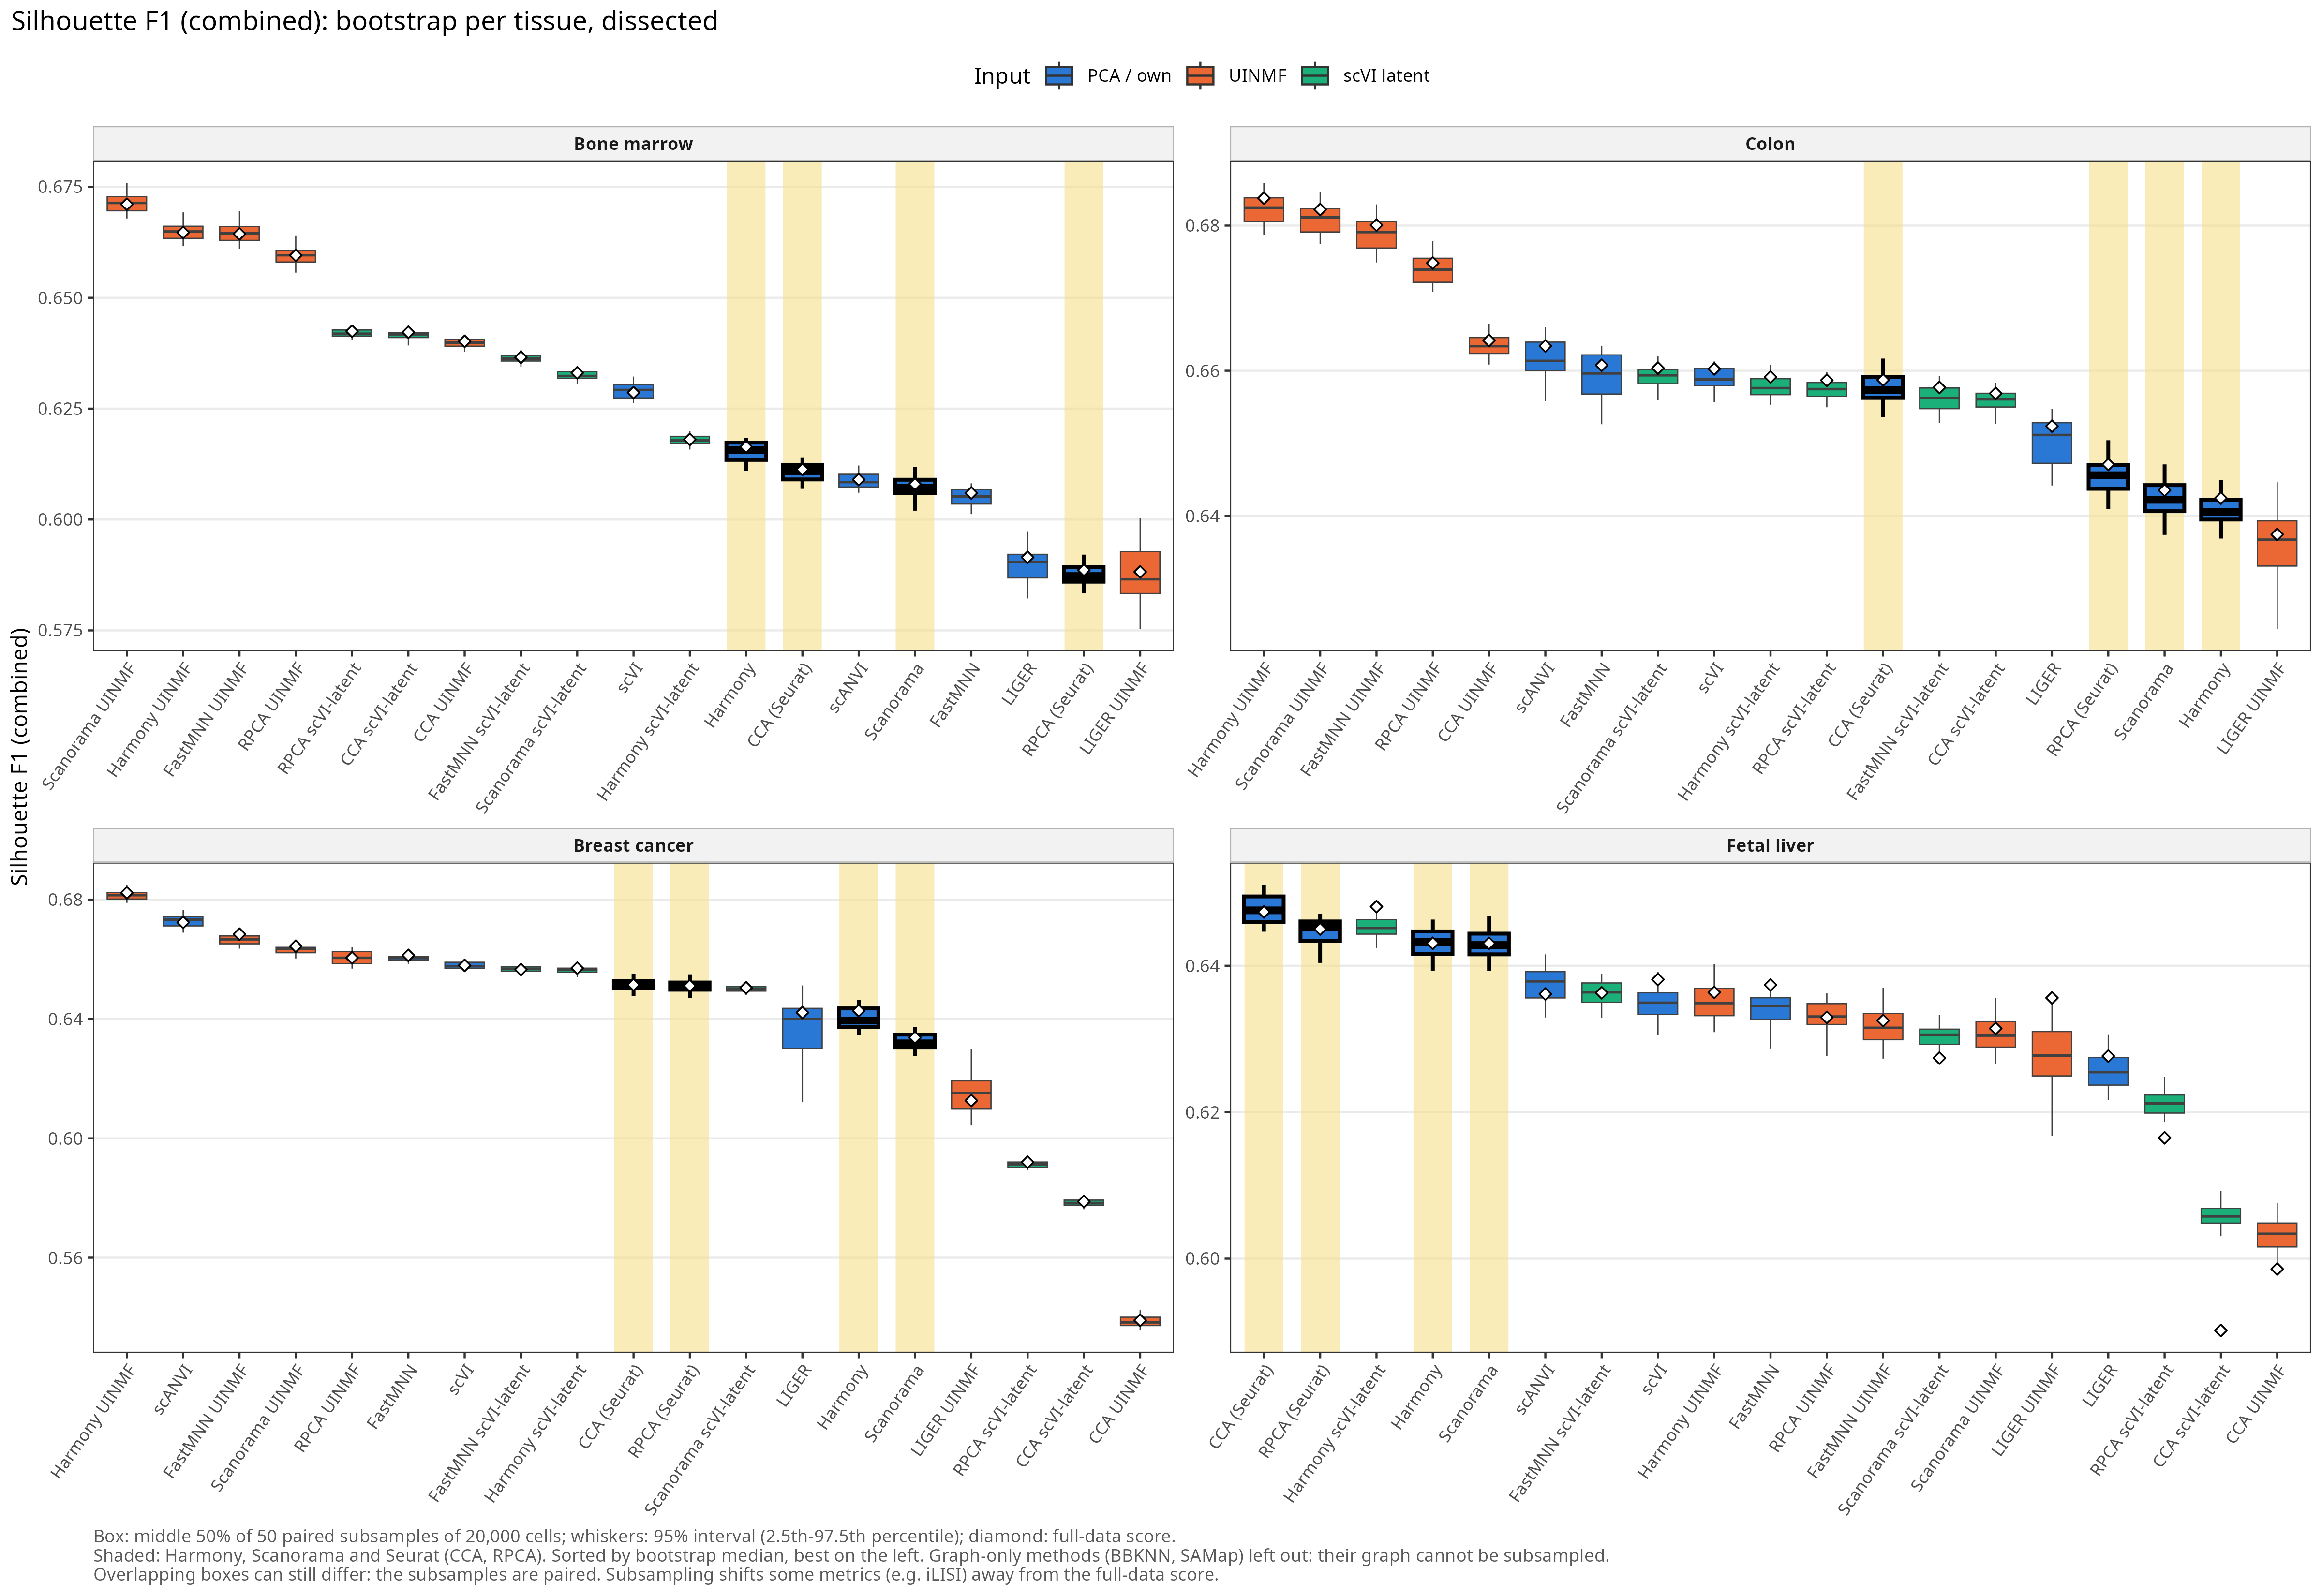 Silhouette F1 (combined): bootstrap per tissue, dissected
Input PCA / own UINMF scVI latent
Silhouette F1 (combined)
Bone marrow
0.675
0.650
0.625
0.600
0.575
Scanorama UINMF
Harmony UINMF
FastMNN UINMF
RPCA UINMF
RPCA scVI-latent
CCA scVI-latent
CCA UINMF
FastMNN scVI-latent
Scanorama scVI-latent
scVI
Harmony scVI-latent
Harmony
CCA (Seurat)
scANVI
Scanorama
FastMNN
LIGER
RPCA (Seurat)
LIGER UINMF
Colon
0.68
0.66
0.64
Harmony UINMF
Scanorama UINMF
FastMNN UINMF
RPCA UINMF
CCA UINMF
scANVI
FastMNN
Scanorama scVI-latent
scVI
Harmony scVI-latent
RPCA scVI-latent
CCA (Seurat)
FastMNN scVI-latent
CCA scVI-latent
LIGER
RPCA (Seurat)
Scanorama
Harmony
LIGER UINMF
Breast cancer
0.68
0.64
0.60
0.56
Harmony UINMF
scANVI
FastMNN UINMF
Scanorama UINMF
RPCA UINMF
FastMNN
scVI
FastMNN scVI-latent
Harmony scVI-latent
CCA (Seurat)
RPCA (Seurat)
Scanorama scVI-latent
LIGER
Harmony
Scanorama
LIGER UINMF
RPCA scVI-latent
CCA scVI-latent
CCA UINMF
Fetal liver
0.64
0.62
0.60
CCA (Seurat)
RPCA (Seurat)
Harmony scVI-latent
Harmony
Scanorama
scANVI
FastMNN scVI-latent
scVI
Harmony UINMF
FastMNN
RPCA UINMF
FastMNN UINMF
Scanorama scVI-latent
Scanorama UINMF
LIGER UINMF
LIGER
RPCA scVI-latent
CCA scVI-latent
CCA UINMF
Box: middle 50% of 50 paired subsamples of 20,000 cells; whiskers: 95% interval (2.5th-97.5th percentile); diamond: full-data score.
Shaded: Harmony, Scanorama and Seurat (CCA, RPCA). Sorted by bootstrap median, best on the left. Graph-only methods (BBKNN, SAMap) left out: their graph cannot be subsampled.
Overlapping boxes can still differ: the subsamples are paired. Subsampling shifts some metrics (e.g. iLISI) away from the full-data score.